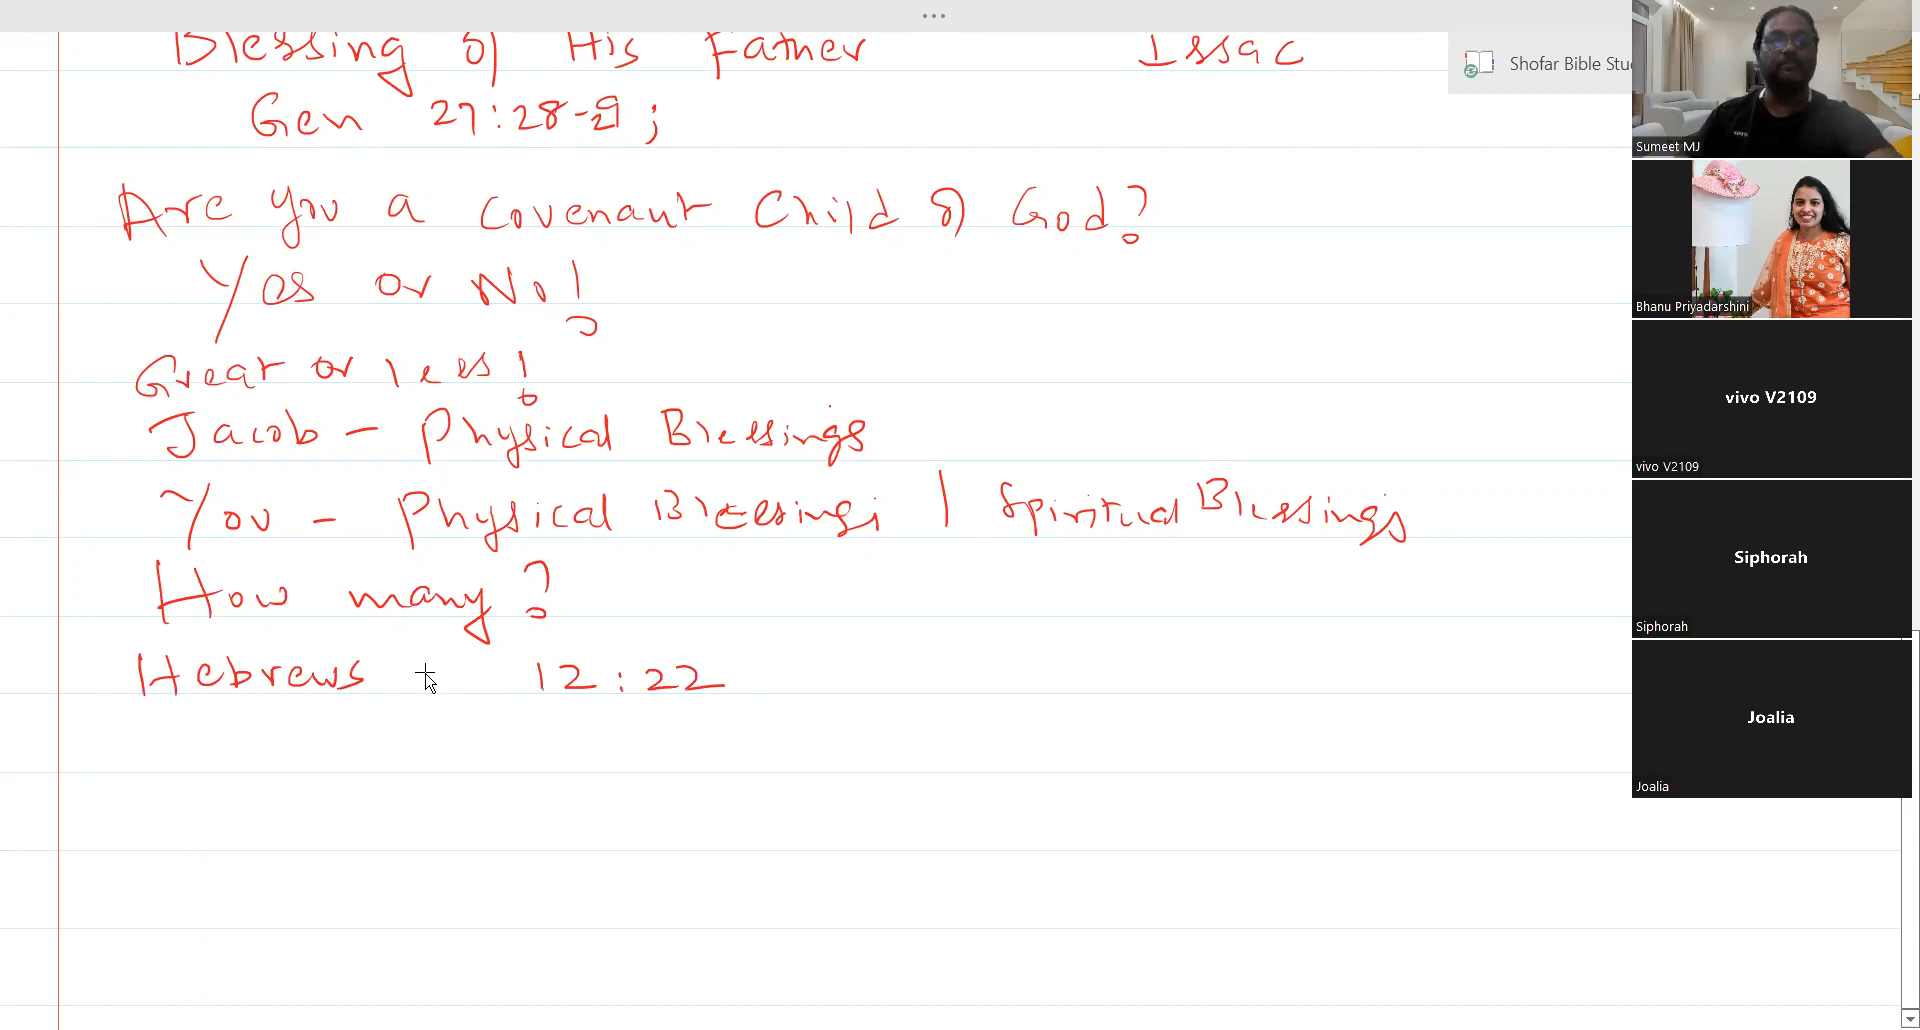 Blessing of His Father Issac
Gen 27:28-29;
Are you a covenant Child of God?
Yes or No!
Great or less!
Jacob - Physical Blessings
You - Physical Blessings | Spiritual Blessings
How many?
Hebrews 12:22
Shofar Bible Stu
Sumeet MJ
Bhanu Priyadarshini
vivo V2109
vivo V2109
Siphorah
Siphorah
Joalia
Joalia